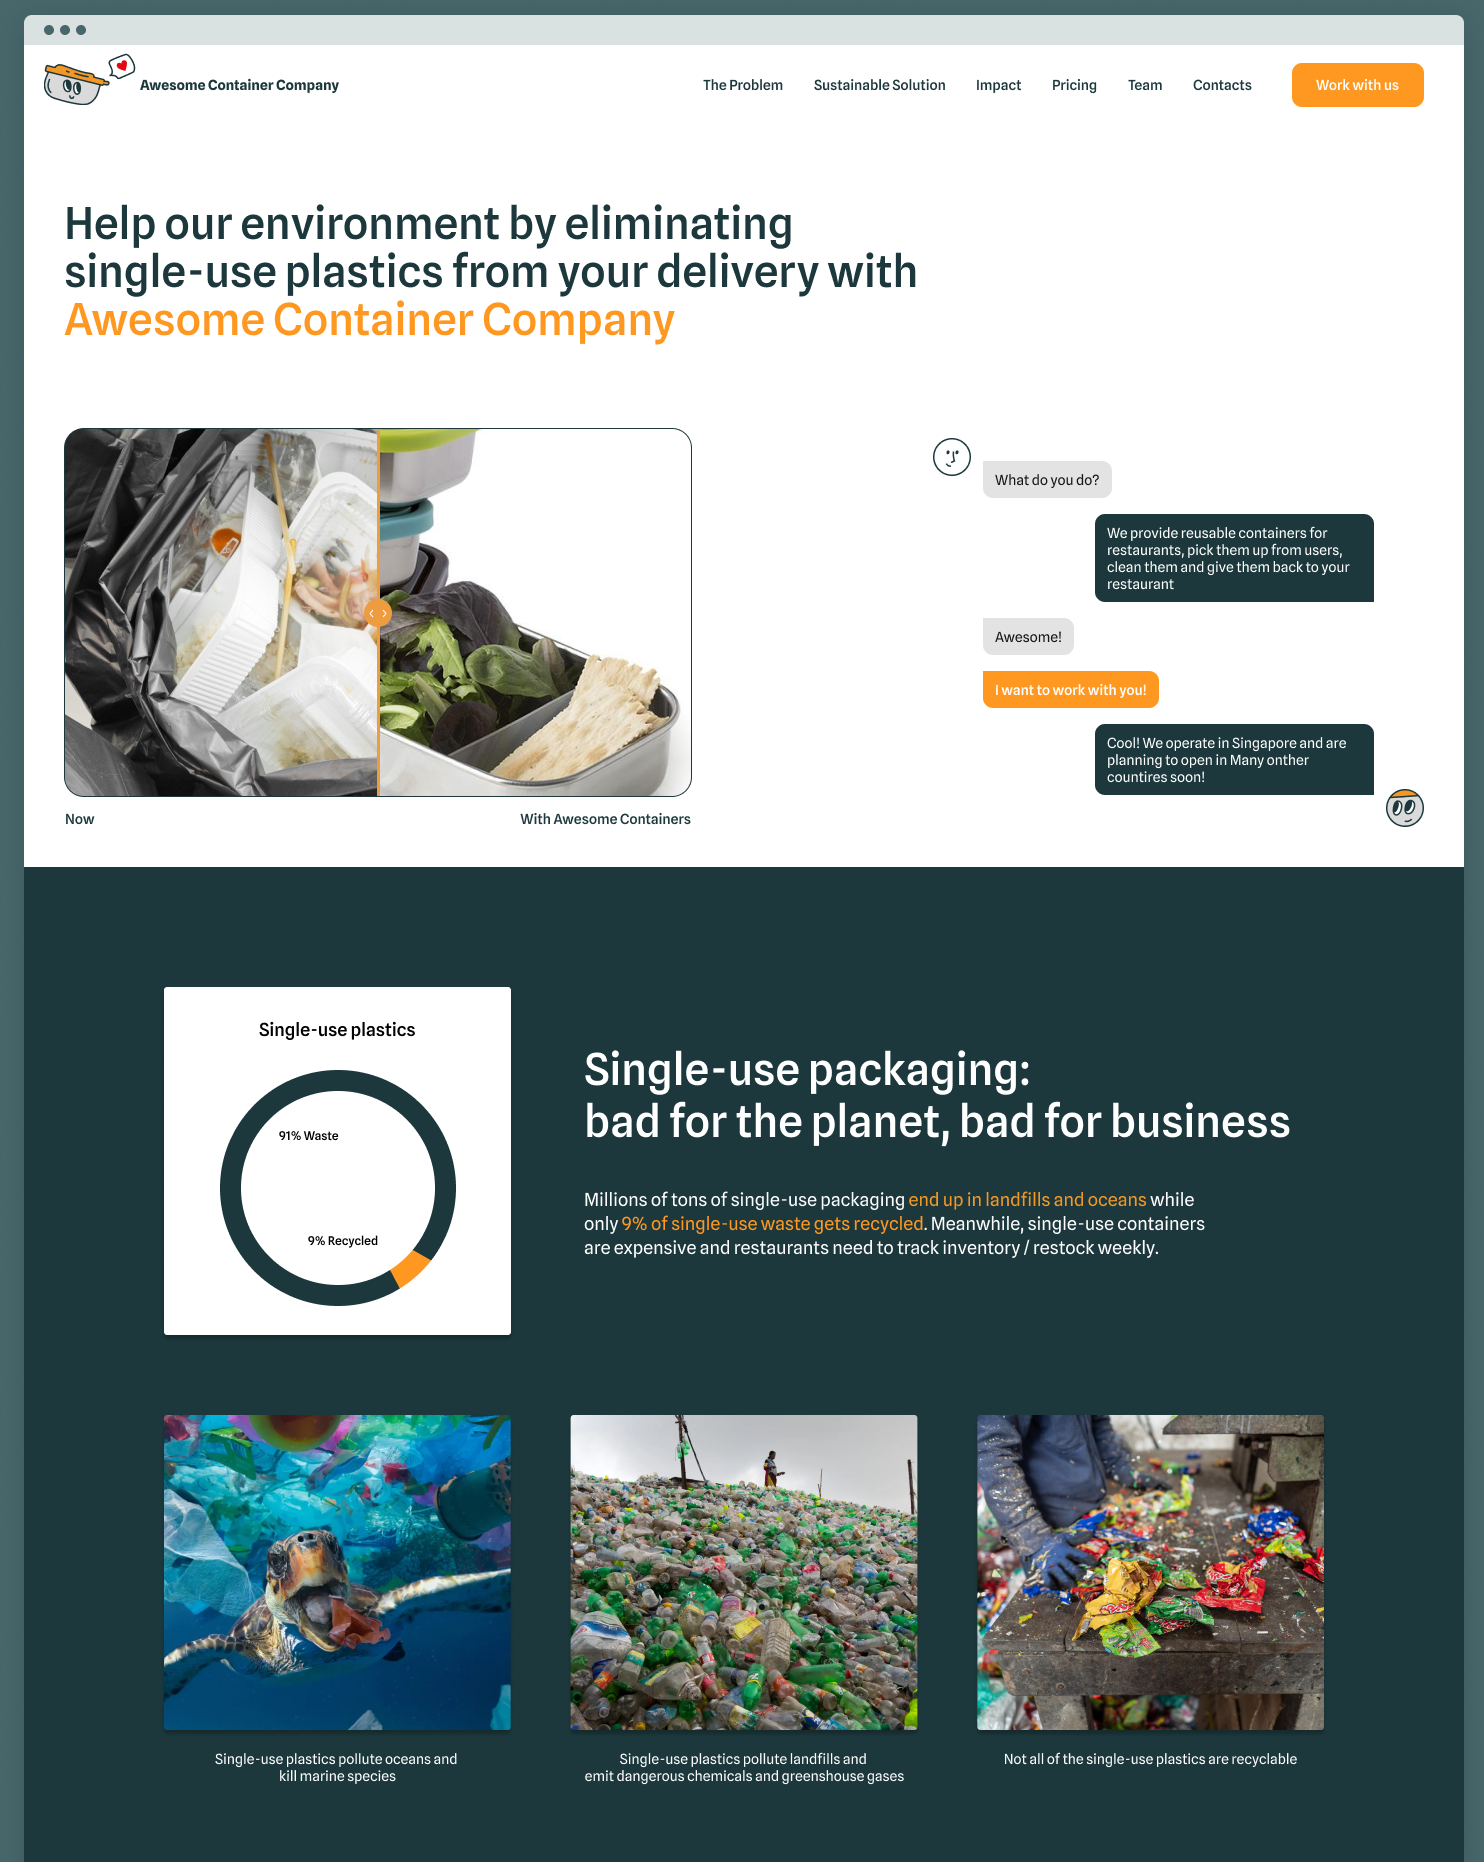 Awesome Container Company
The Problem
Sustainable Solution
Impact
Pricing
Team
Contacts
Work with us
Help our environment by eliminating
single-use plastics from your delivery with
Awesome Container Company
What do you do?
We provide reusable containers for
restaurants, pick them up from users,
clean them and give them back to your
restaurant
Awesome!
I want to work with you!
Cool! We operate in Singapore and are
planning to open in Many onther
countires soon!
Now
With Awesome Containers
Single-use plastics
91% Waste
9% Recycled
Single-use packaging:
bad for the planet, bad for business
Millions of tons of single-use packaging end up in landfills and oceans while
only 9% of single-use waste gets recycled. Meanwhile, single-use containers
are expensive and restaurants need to track inventory / restock weekly.
Single-use plastics pollute oceans and
kill marine species
Single-use plastics pollute landfills and
emit dangerous chemicals and greenshouse gases
Not all of the single-use plastics are recyclable